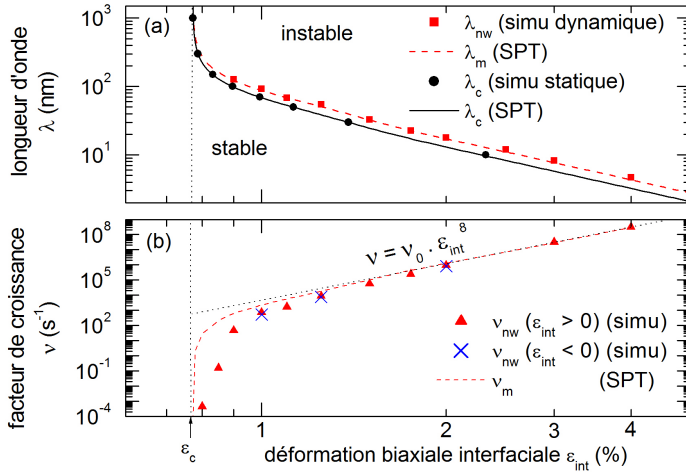 (a)
instable
λnw (simu dynamique)
λm (SPT)
λc (simu statique)
λc (SPT)
stable
longueur d'onde
λ (nm)
10³
10²
10¹
(b)
ν = ν₀ . εint⁸
νnw (εint > 0) (simu)
νnw (εint < 0) (simu)
νm (SPT)
facteur de croissance
ν (s⁻¹)
10⁸
10⁶
10⁴
10²
10⁻¹
10⁻⁴
εc
1
2
3
4
déformation biaxiale interfaciale εint (%)